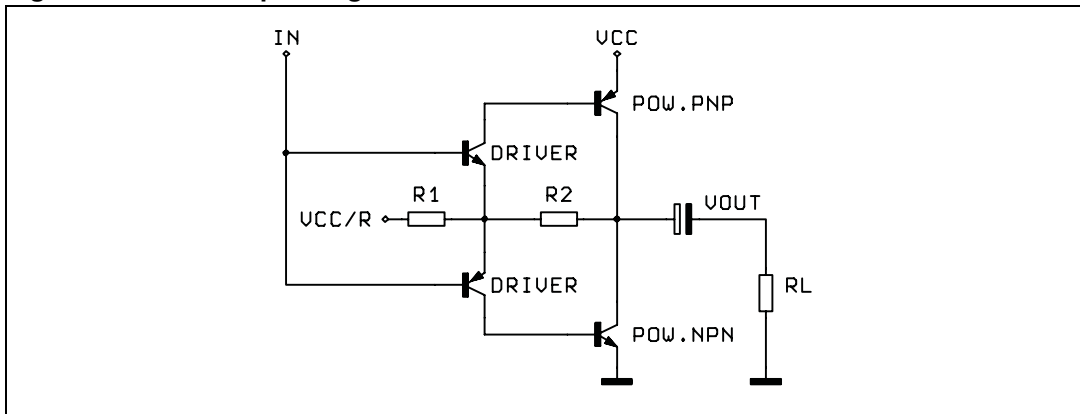 IN
VCC
POW.PNP
DRIVER
R1
R2
VCC/R
VOUT
DRIVER
RL
POW.NPN